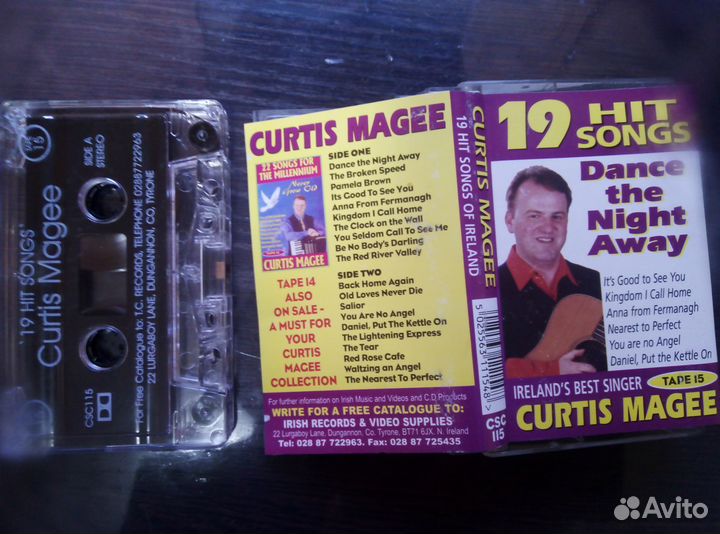 TAPE 15
SIDE A
STEREO
'19 HIT SONGS
Curtis Magee
For Free Catalogue to: T.C. RECORDS, TELEPHONE 02887722963
22 LURGABOY LANE, DUNGANNON, CO, TYRONE
CSC115
CURTIS MAGEE
22 SONGS FOR
THE MILLENNIUM
Never
Grow Old
CURTIS MAGEE
TAPE 14
ALSO
ON SALE -
A MUST FOR
YOUR
CURTIS
MAGEE
COLLECTION
SIDE ONE
Dance the Night Away
The Broken Speed
Pamela Brown
Its Good To See You
Anna From Fermanagh
Kingdom I Call Home
The Clock on the Wall
You Seldom Call To See Me
Be No Body's Darling
The Red River Valley
SIDE TWO
Back Home Again
Old Loves Never Die
Salior
You Are No Angel
Daniel, Put The Kettle On
The Lightening Express
The Tear
Red Rose Cafe
Waltzing an Angel
The Nearest To Perfect
For further information on Irish Music and Videos and C.D Products
WRITE FOR A FREE CATALOGUE TO:
IRISH RECORDS & VIDEO SUPPLIES
22 Lurgaboy Lane, Dungannon. Co. Tyrone. BT71 6JX. N. Ireland
Tel: 028 87 722963. Fax: 028 87 725435
CURTIS MAGEE
19 HIT SONGS OF IRELAND
5 025563 111548 >
CSC
115
19 HIT
SONGS
Dance
the
Night
Away
It's Good to See You
Kingdom I Call Home
Anna from Fermanagh
Nearest to Perfect
You are no Angel
Daniel, Put the Kettle On
IRELAND'S BEST SINGER
TAPE 15
CURTIS MAGEE
Avito